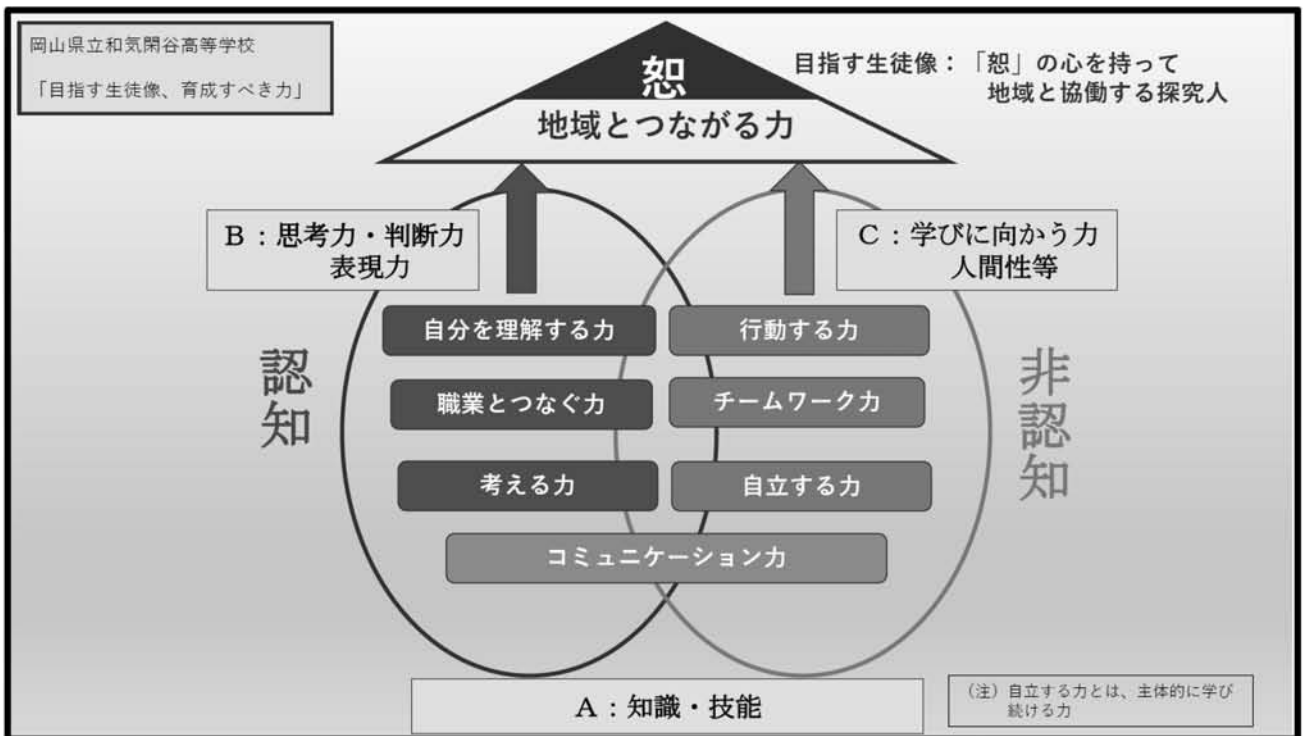 岡山県立和気閑谷高等学校
「目指す生徒像、育成すべき力」
恕
地域とつながる力
目指す生徒像：「恕」の心を持って
地域と協働する探究人
B：思考力・判断力
表現力
C：学びに向かう力
人間性等
認知
非認知
自分を理解する力
行動する力
職業とつなぐ力
チームワーク力
考える力
自立する力
コミュニケーション力
A：知識・技能
（注）自立する力とは、主体的に学び
続ける力